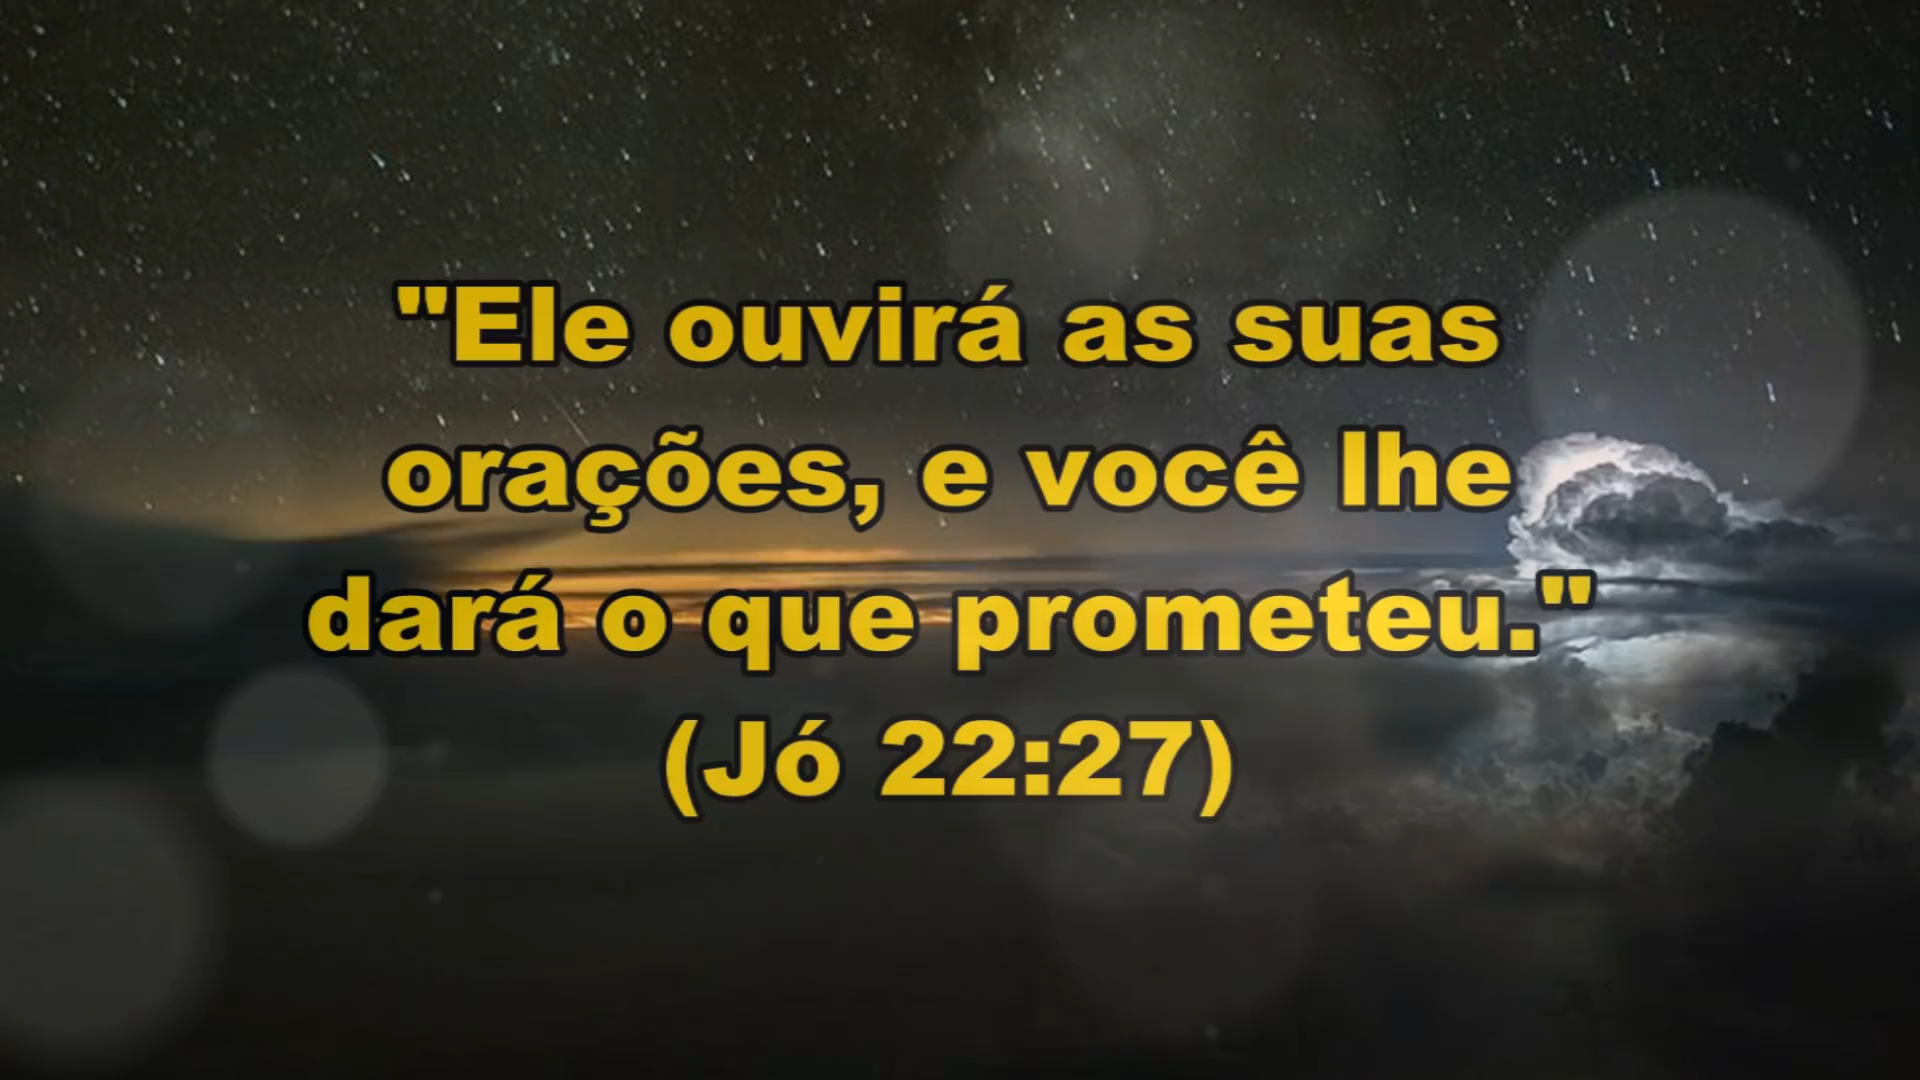 "Ele ouvirá as suas
orações, e você lhe
dará o que prometeu."
(Jó 22:27)